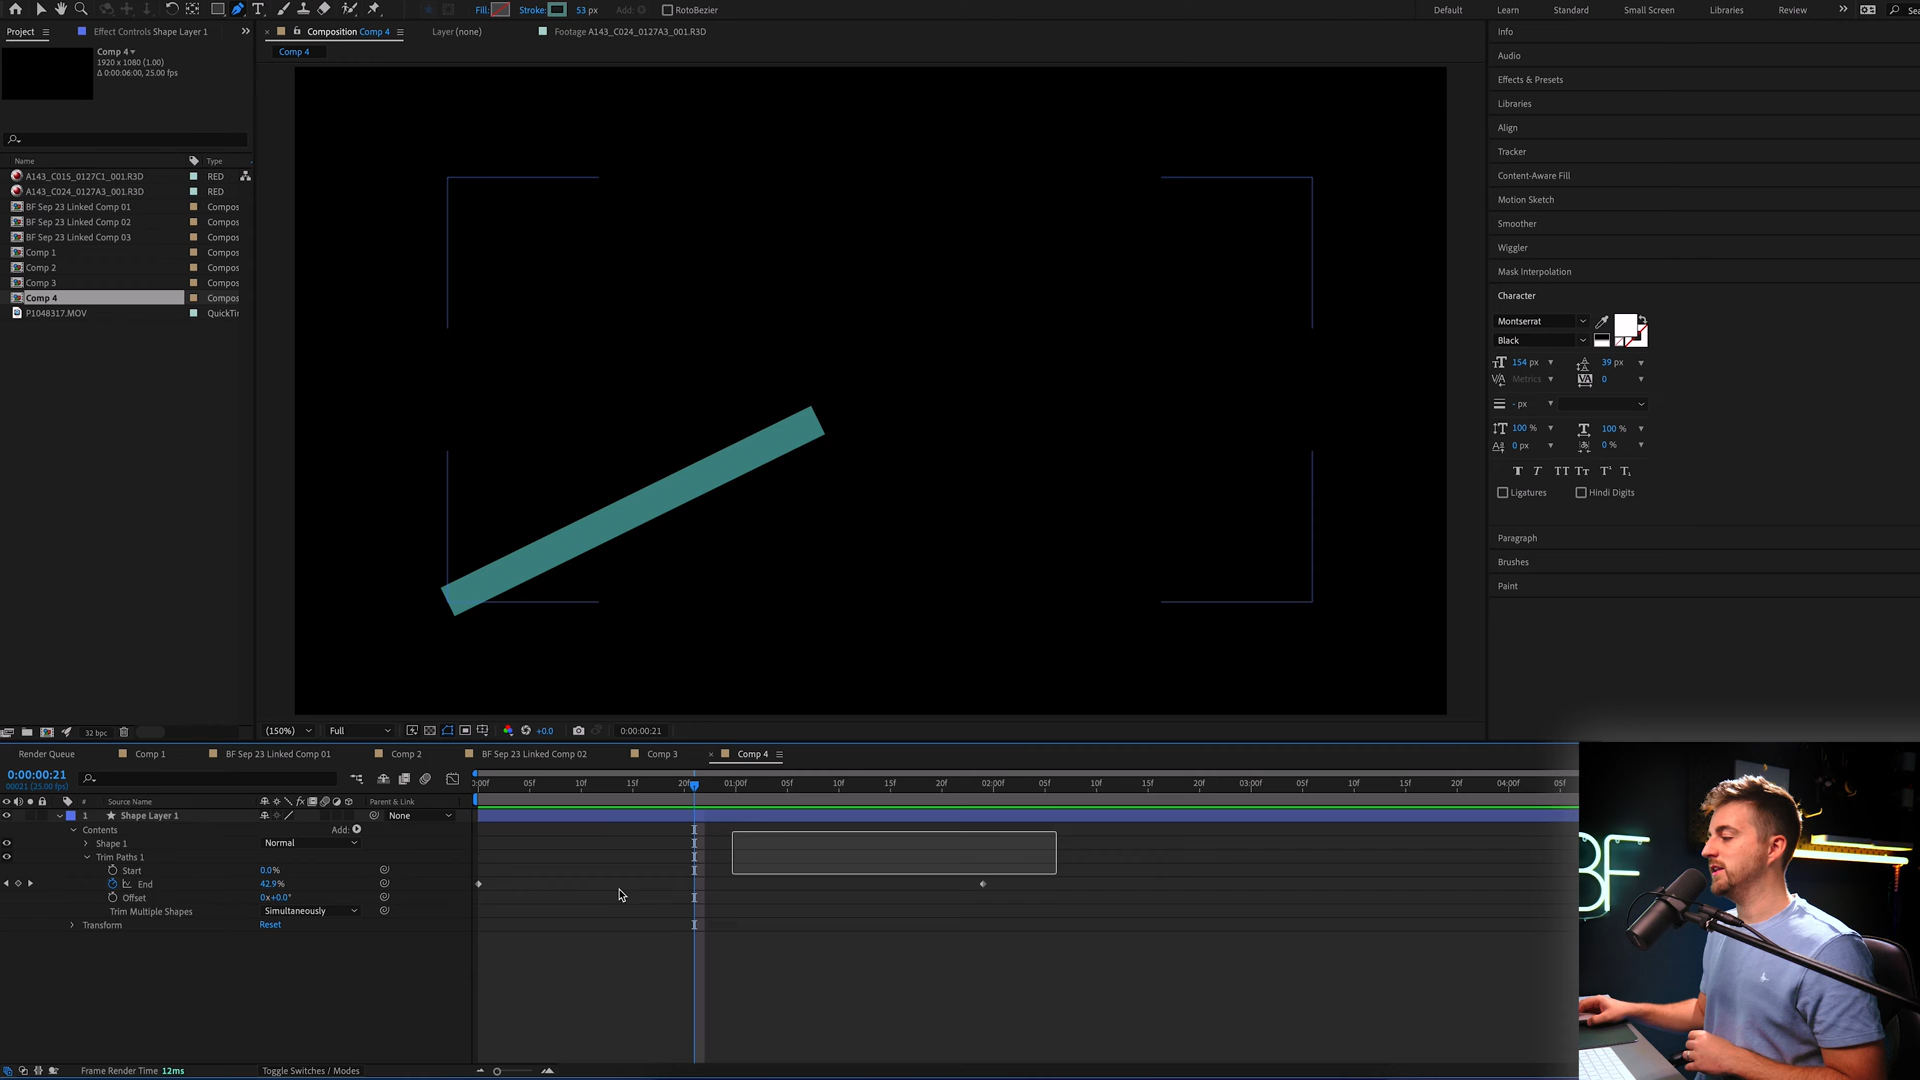 Fill: Stroke: 53 px Add: RotoBezier Default Learn Standard Small Screen Libraries Review Sea
Project Effect Controls Shape Layer 1 Composition Comp 4 Layer (none) Footage A143_C024_0127A3_001.R3D Info
Comp 4
1920 x 1080 (1.00)
Δ 0:00:06:00, 25.00 fps
Comp 4
Audio
Effects & Presets
Libraries
Align
Tracker
Content-Aware Fill
Motion Sketch
Smoother
Wiggler
Mask Interpolation
Character
Montserrat
Black
154 px 39 px
Metrics 0
- px
100 % 100 %
0 px 0 %
T T TT Tt T¹ T₁
Ligatures Hindi Digits
Paragraph
Brushes
Paint
Name Type
A143_C015_0127C1_001.R3D RED
A143_C024_0127A3_001.R3D RED
BF Sep 23 Linked Comp 01 Compos
BF Sep 23 Linked Comp 02 Compos
BF Sep 23 Linked Comp 03 Compos
Comp 1 Compos
Comp 2 Compos
Comp 3 Compos
Comp 4 Compos
P1048317.MOV QuickTi
32 bpc
(150%) Full +0.0 0:00:00:21
Render Queue Comp 1 BF Sep 23 Linked Comp 01 Comp 2 BF Sep 23 Linked Comp 02 Comp 3 Comp 4
0:00:00:21
00021 (25.00 fps)
0:00f 05f 10f 15f 20f 01:00f 05f 10f 15f 20f 02:00f 05f 10f 15f 20f 03:00f 05f 10f 15f 20f 04:00f 05f
# Source Name Parent & Link
1 Shape Layer 1 None
Contents Add:
Shape 1 Normal
Trim Paths 1
Start 0.0%
End 42.9%
Offset 0x+0.0°
Trim Multiple Shapes Simultaneously
Transform Reset
Frame Render Time 12ms Toggle Switches / Modes
BF